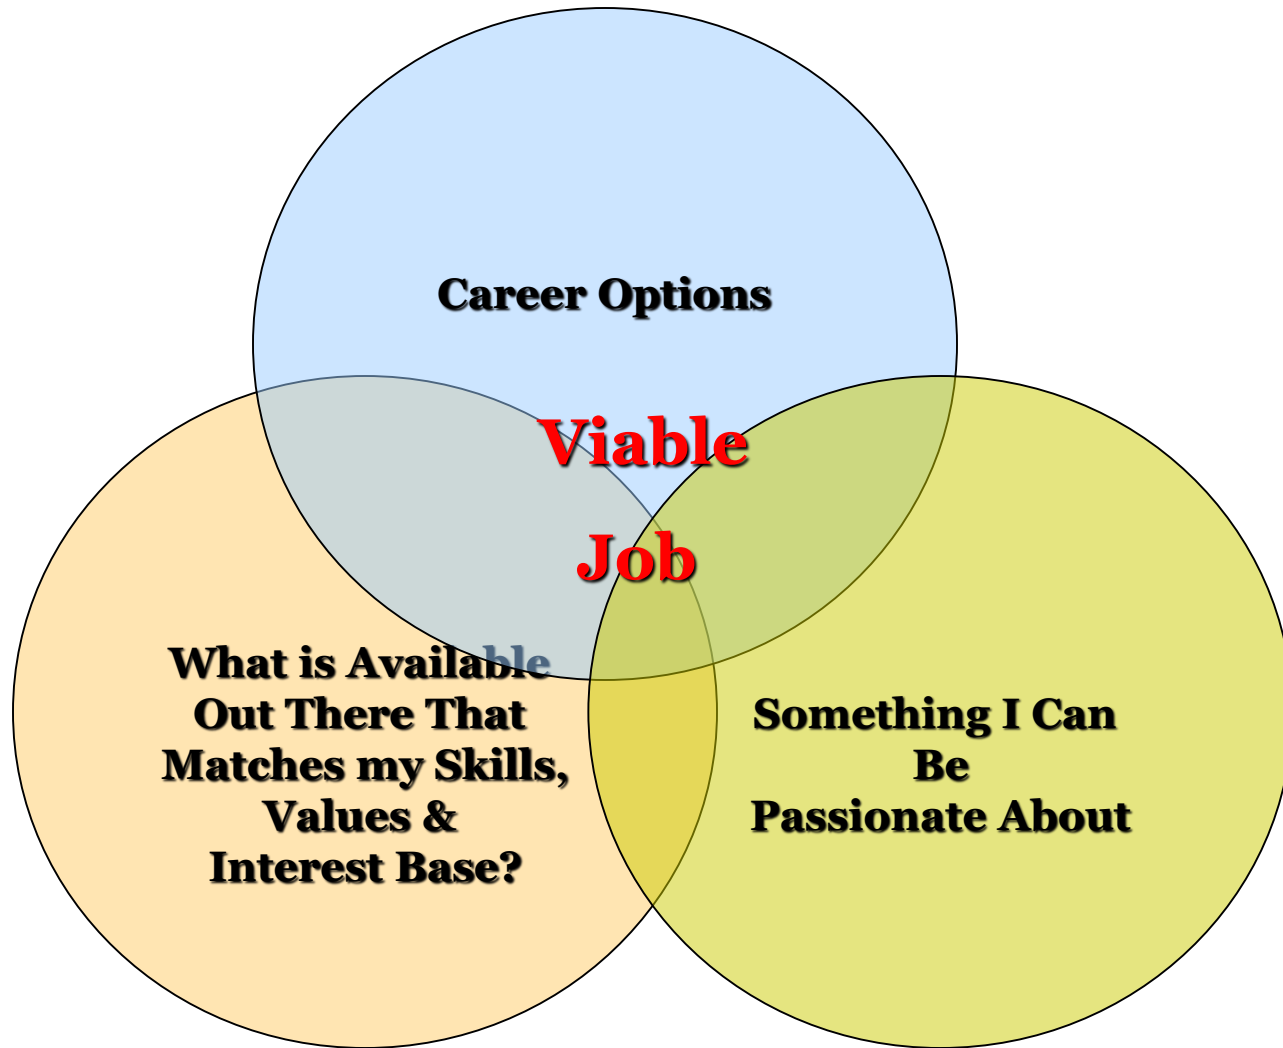 Career Options
Viable
Job
What is Available
Out There That
Matches my Skills,
Values &
Interest Base?
Something I Can
Be
Passionate About